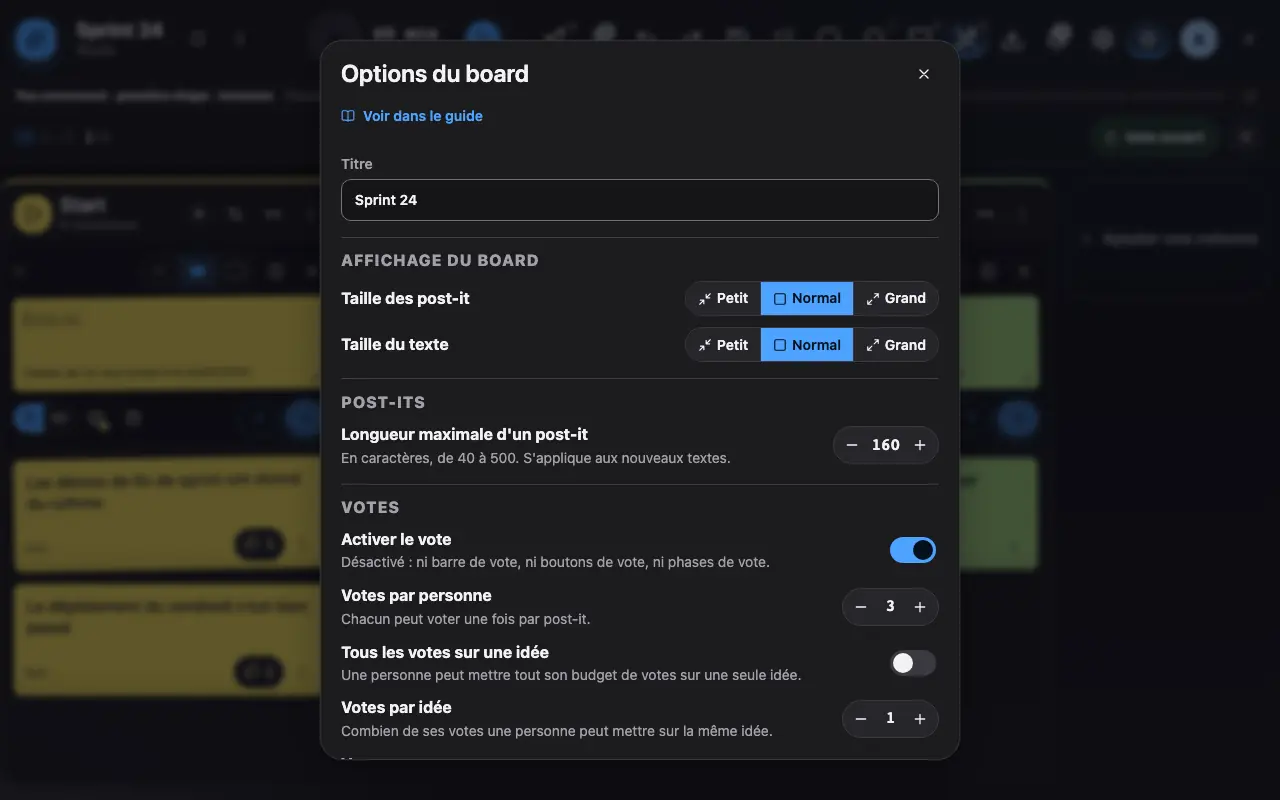 Sprint 24
Options du board
Voir dans le guide
Titre
Sprint 24
AFFICHAGE DU BOARD
Taille des post-it
Petit Normal Grand
Taille du texte
Petit Normal Grand
POST-ITS
Longueur maximale d'un post-it
En caractères, de 40 à 500. S'applique aux nouveaux textes.
160
VOTES
Activer le vote
Désactivé : ni barre de vote, ni boutons de vote, ni phases de vote.
Votes par personne
Chacun peut voter une fois par post-it.
3
Tous les votes sur une idée
Une personne peut mettre tout son budget de votes sur une seule idée.
Votes par idée
Combien de ses votes une personne peut mettre sur la même idée.
1
Start